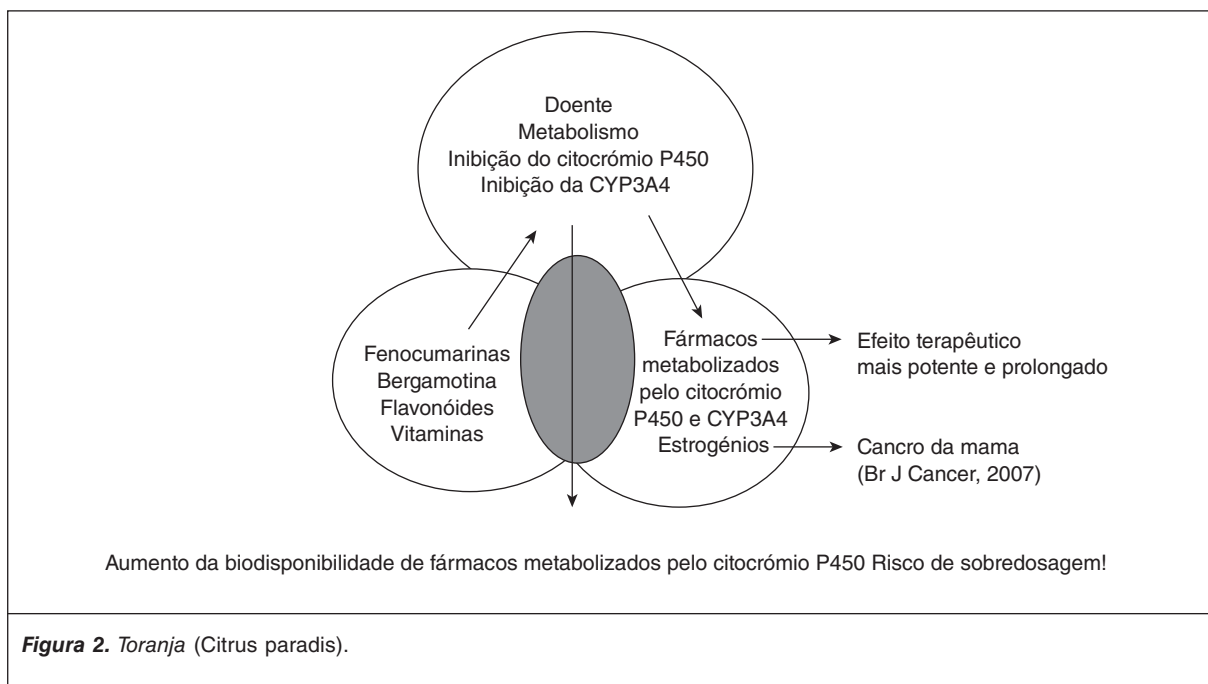 Doente
Metabolismo
Inibição do citocrómio P450
Inibição da CYP3A4
Fenocumarinas
Bergamotina
Flavonóides
Vitaminas
Fármacos
metabolizados
pelo citocrómio
P450 e CYP3A4
Estrogénios
Efeito terapêutico
mais potente e prolongado
Cancro da mama
(Br J Cancer, 2007)
Aumento da biodisponibilidade de fármacos metabolizados pelo citocrómio P450 Risco de sobredosagem!
Figura 2. Toranja (Citrus paradis).